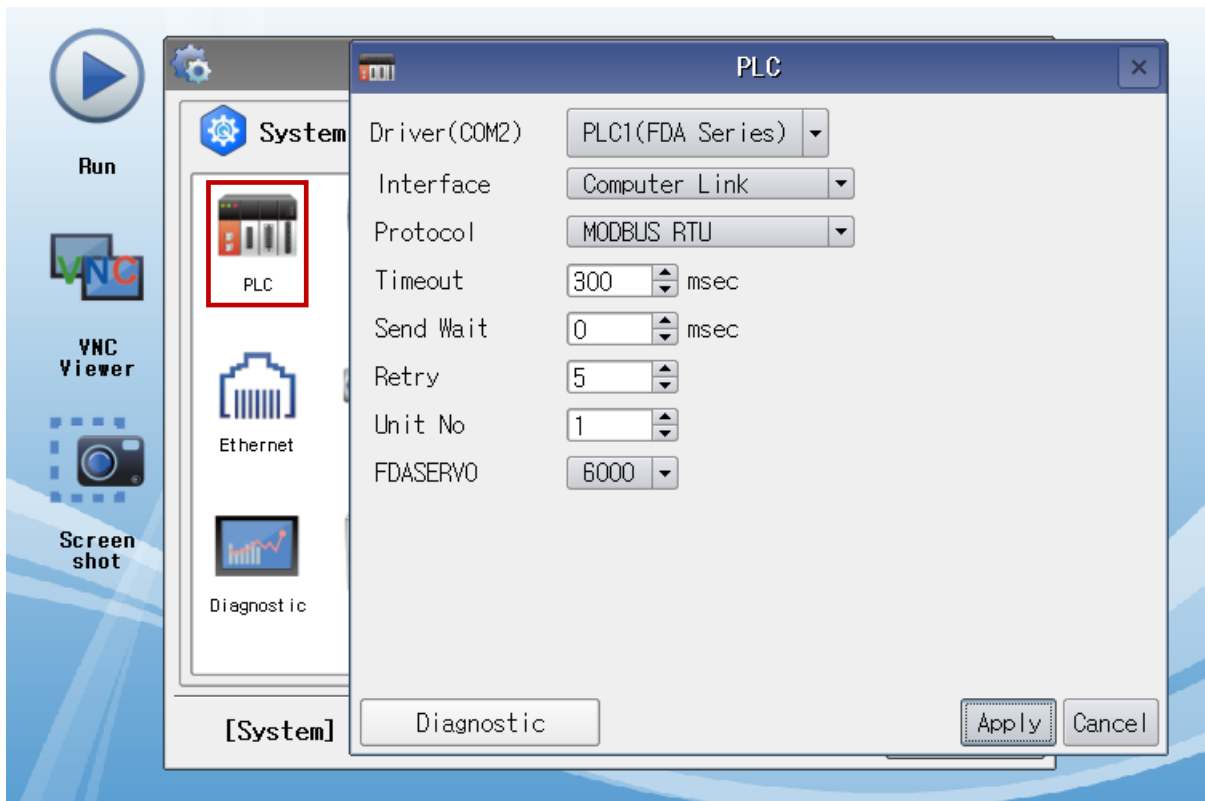 Run
VNC
VNC
Viewer
Screen
shot
System
PLC
Ethernet
Diagnostic
[System]
PLC
Driver(COM2) PLC1(FDA Series)
Interface Computer Link
Protocol MODBUS RTU
Timeout 300 msec
Send Wait 0 msec
Retry 5
Unit No 1
FDASERVO 6000
Diagnostic Apply Cancel